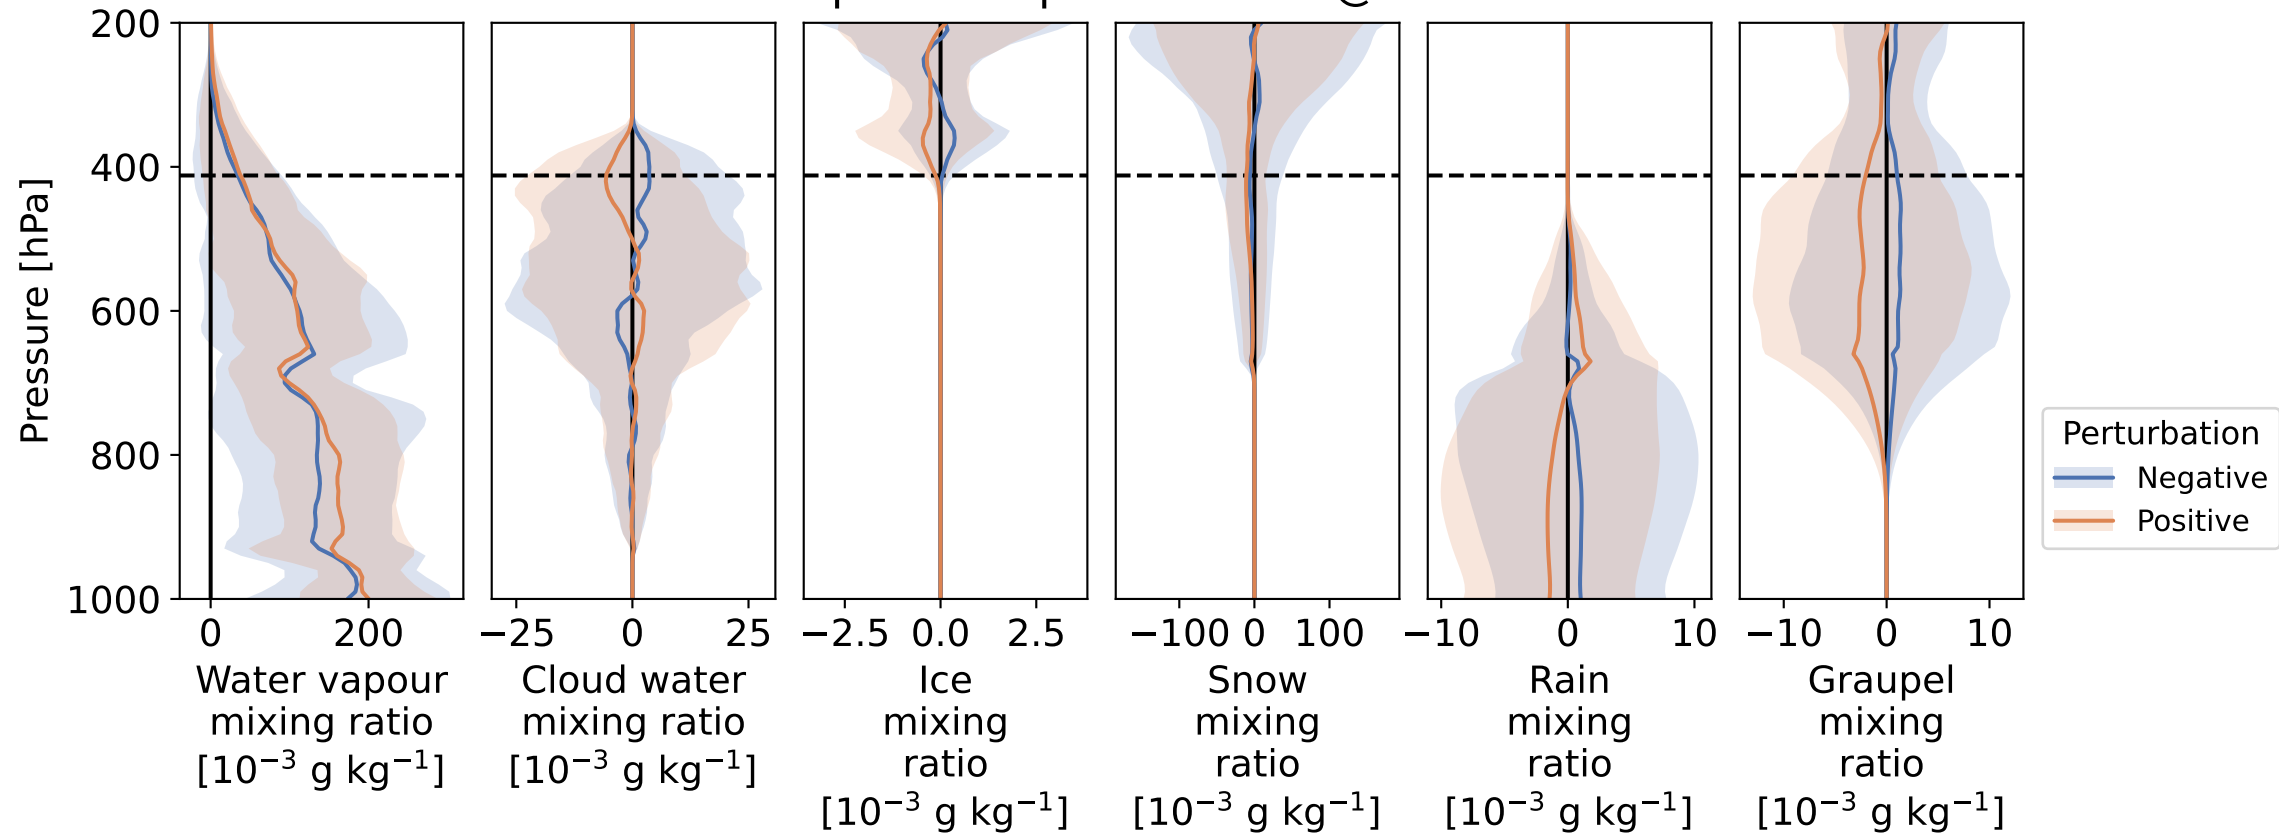 200
400
600
800
1000
Pressure [hPa]
0 200
−25 0 25
−2.5 0.0 2.5
−100 0 100
−10 0 10
−10 0 10
Water vapour
mixing ratio
[10⁻³ g kg⁻¹]
Cloud water
mixing ratio
[10⁻³ g kg⁻¹]
Ice
mixing
ratio
[10⁻³ g kg⁻¹]
Snow
mixing
ratio
[10⁻³ g kg⁻¹]
Rain
mixing
ratio
[10⁻³ g kg⁻¹]
Graupel
mixing
ratio
[10⁻³ g kg⁻¹]
Perturbation
Negative
Positive